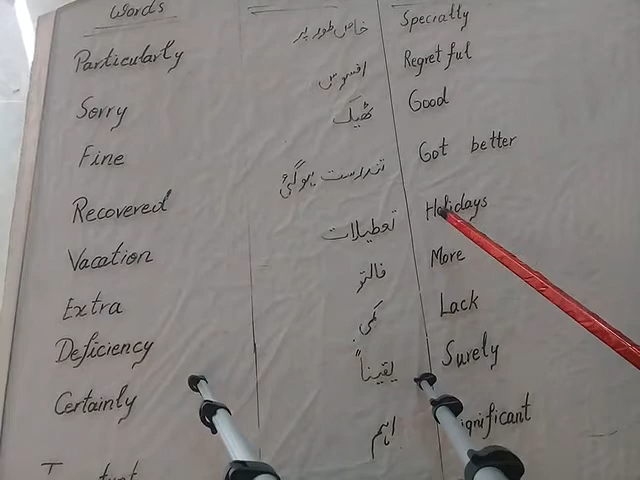 Words
Particularly خاص طور پر Specially
Sorry افسوس Regretful
Fine ٹھیک Good
Recovered تندرست ہوگئی Got better
Vacation تعطیلات Holidays
Extra فالتو More
Deficiency کمی Lack
Certainly یقیناً Surely
اہم